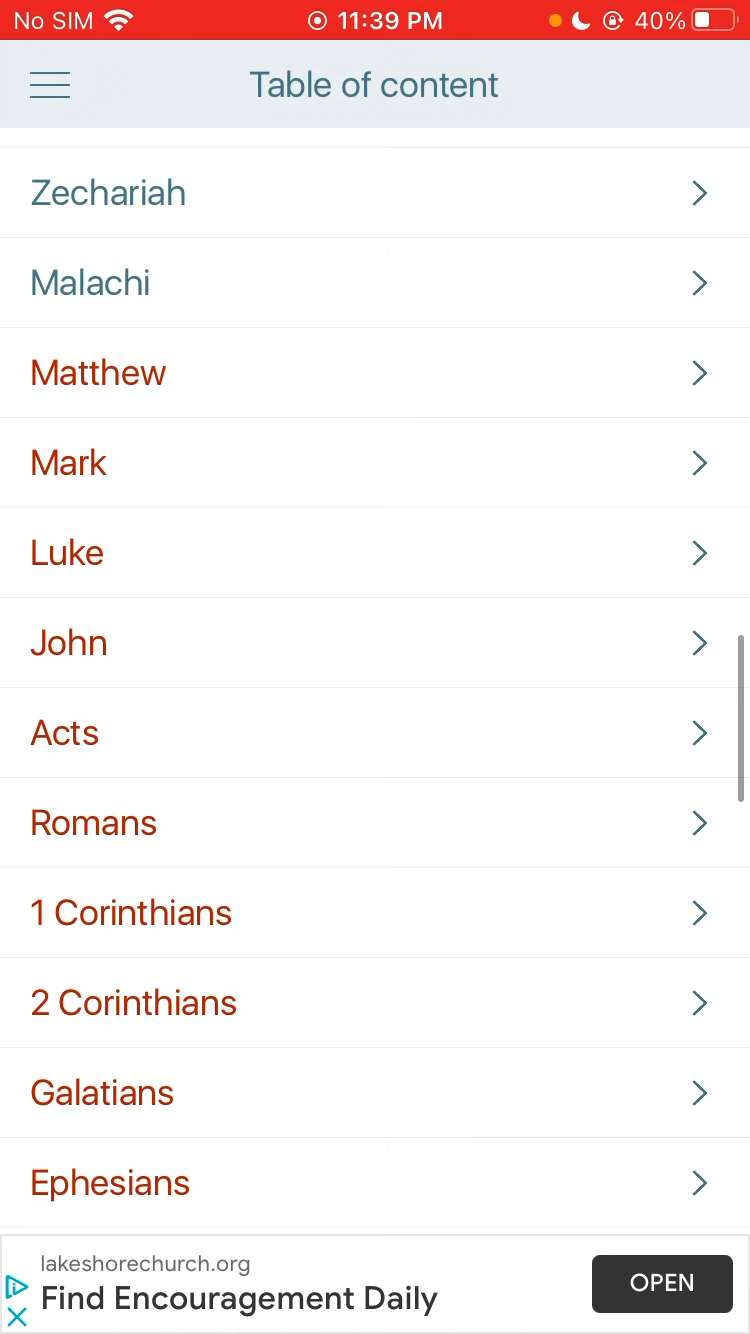 No SIM 11:39 PM 40%
Table of content
Zechariah
Malachi
Matthew
Mark
Luke
John
Acts
Romans
1 Corinthians
2 Corinthians
Galatians
Ephesians
lakeshorechurch.org
Find Encouragement Daily
OPEN